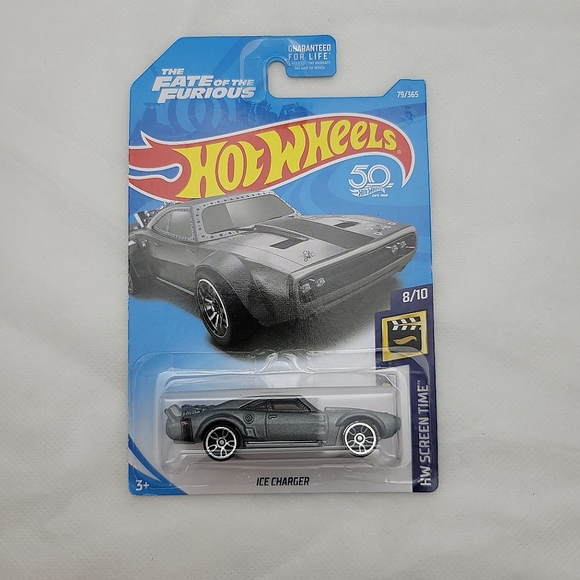 GUARANTEED
FOR LIFE
THE
FATE OF THE
FURIOUS
79/365
HOT WHEELS
50
8/10
HW SCREEN TIME
ICE CHARGER
3+